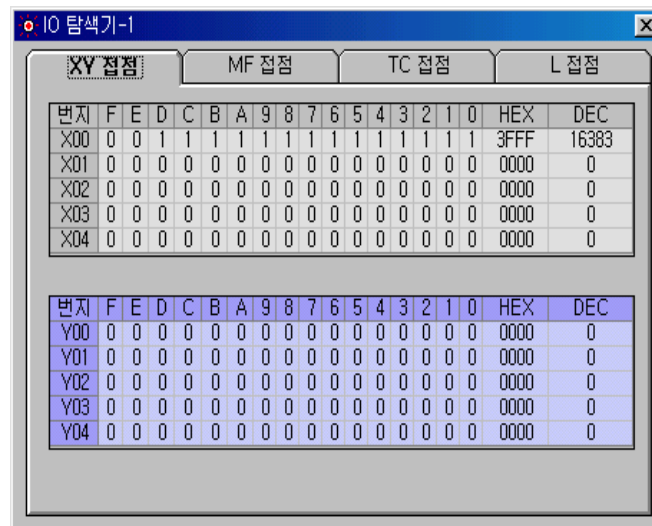 IO 탐색기-1
XY 접점 MF 접점 TC 접점 L 접점
번지 F E D C B A 9 8 7 6 5 4 3 2 1 0 HEX DEC
X00 0 0 1 1 1 1 1 1 1 1 1 1 1 1 1 1 3FFF 16383
X01 0 0 0 0 0 0 0 0 0 0 0 0 0 0 0 0 0000 0
X02 0 0 0 0 0 0 0 0 0 0 0 0 0 0 0 0 0000 0
X03 0 0 0 0 0 0 0 0 0 0 0 0 0 0 0 0 0000 0
X04 0 0 0 0 0 0 0 0 0 0 0 0 0 0 0 0 0000 0
번지 F E D C B A 9 8 7 6 5 4 3 2 1 0 HEX DEC
Y00 0 0 0 0 0 0 0 0 0 0 0 0 0 0 0 0 0000 0
Y01 0 0 0 0 0 0 0 0 0 0 0 0 0 0 0 0 0000 0
Y02 0 0 0 0 0 0 0 0 0 0 0 0 0 0 0 0 0000 0
Y03 0 0 0 0 0 0 0 0 0 0 0 0 0 0 0 0 0000 0
Y04 0 0 0 0 0 0 0 0 0 0 0 0 0 0 0 0 0000 0